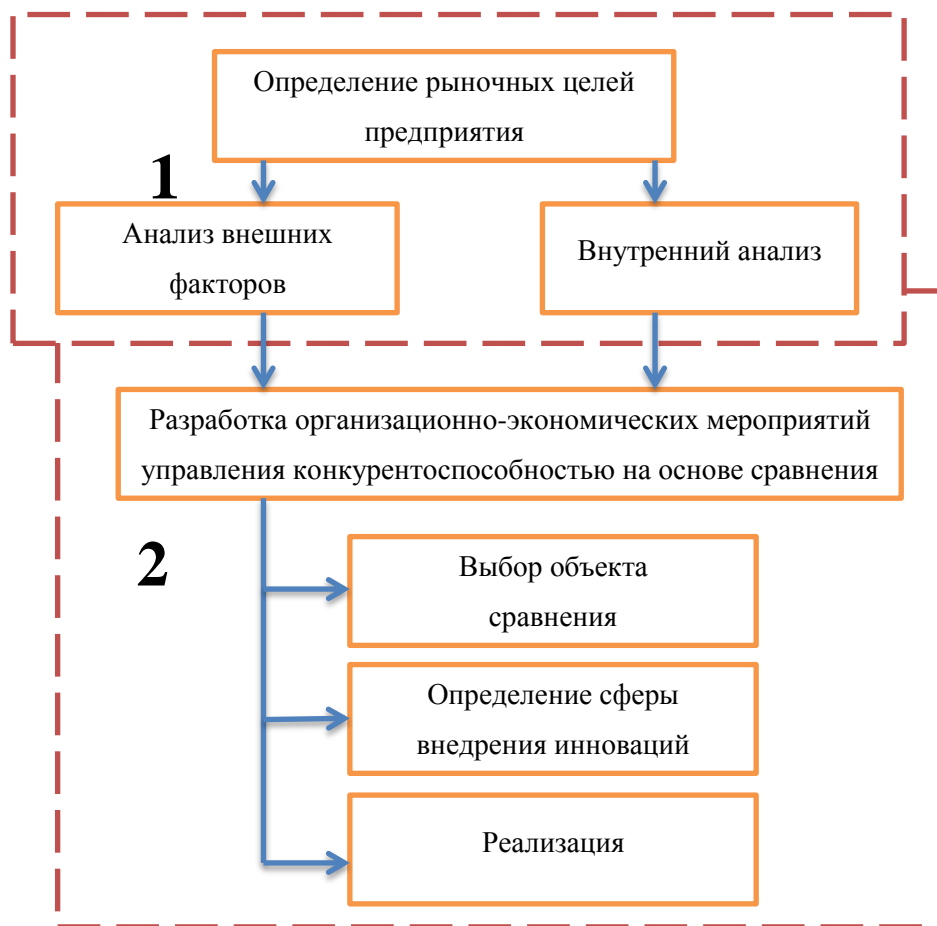 Определение рыночных целей
предприятия
1
Анализ внешних
факторов
Внутренний анализ
Разработка организационно-экономических мероприятий
управления конкурентоспособностью на основе сравнения
2
Выбор объекта
сравнения
Определение сферы
внедрения инноваций
Реализация